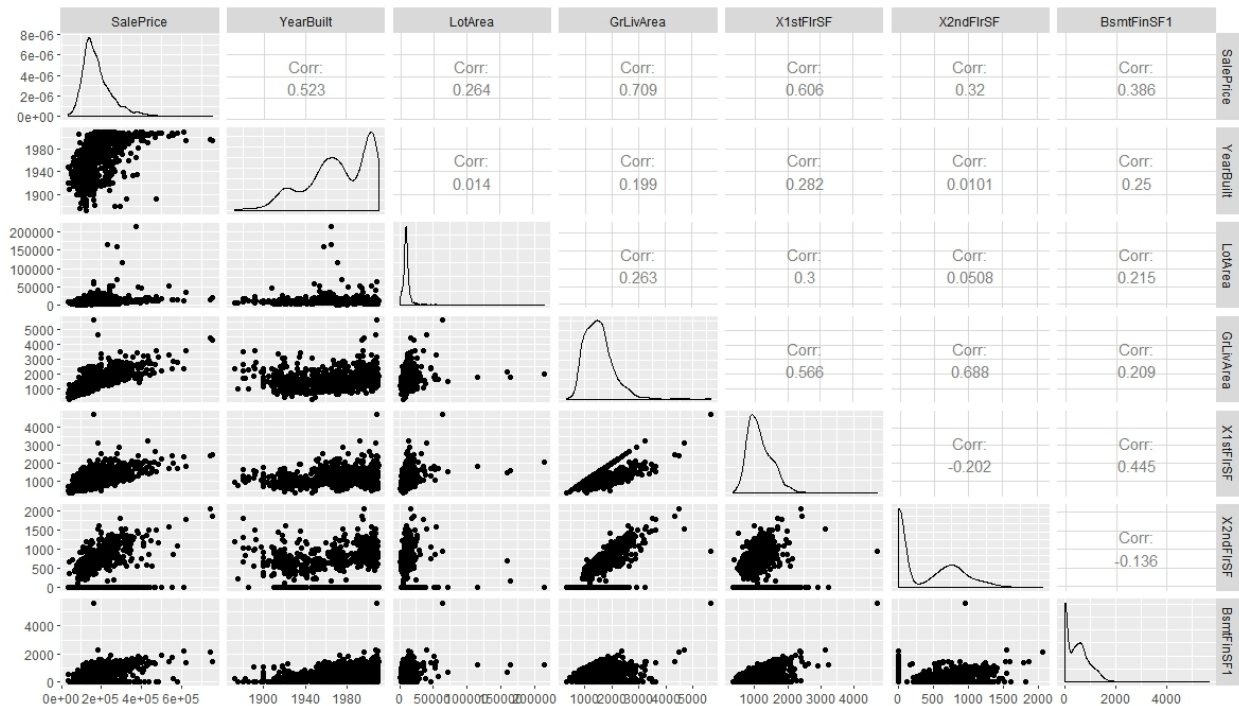 SalePrice YearBuilt LotArea GrLivArea X1stFlrSF X2ndFlrSF BsmtFinSF1
8e-06
6e-06
4e-06
2e-06
0e+00
Corr: Corr: Corr: Corr: Corr: Corr:
0.523 0.264 0.709 0.606 0.32 0.386
SalePrice
1980
1940
1900
Corr: Corr: Corr: Corr: Corr:
0.014 0.199 0.282 0.0101 0.25
YearBuilt
200000
150000
100000
50000
0
Corr: Corr: Corr: Corr:
0.263 0.3 0.0508 0.215
LotArea
5000
4000
3000
2000
1000
Corr: Corr: Corr:
0.566 0.688 0.209
GrLivArea
4000
3000
2000
1000
Corr: Corr:
-0.202 0.445
X1stFlrSF
2000
1500
1000
500
0
Corr:
-0.136
X2ndFlrSF
4000
2000
0
BsmtFinSF1
0e+00 2e+05 4e+05 6e+05 1900 1940 1980 0 50000 100000 150000 200000 1000 2000 3000 4000 5000 1000 2000 3000 4000 0 500 1000 1500 2000 0 2000 4000